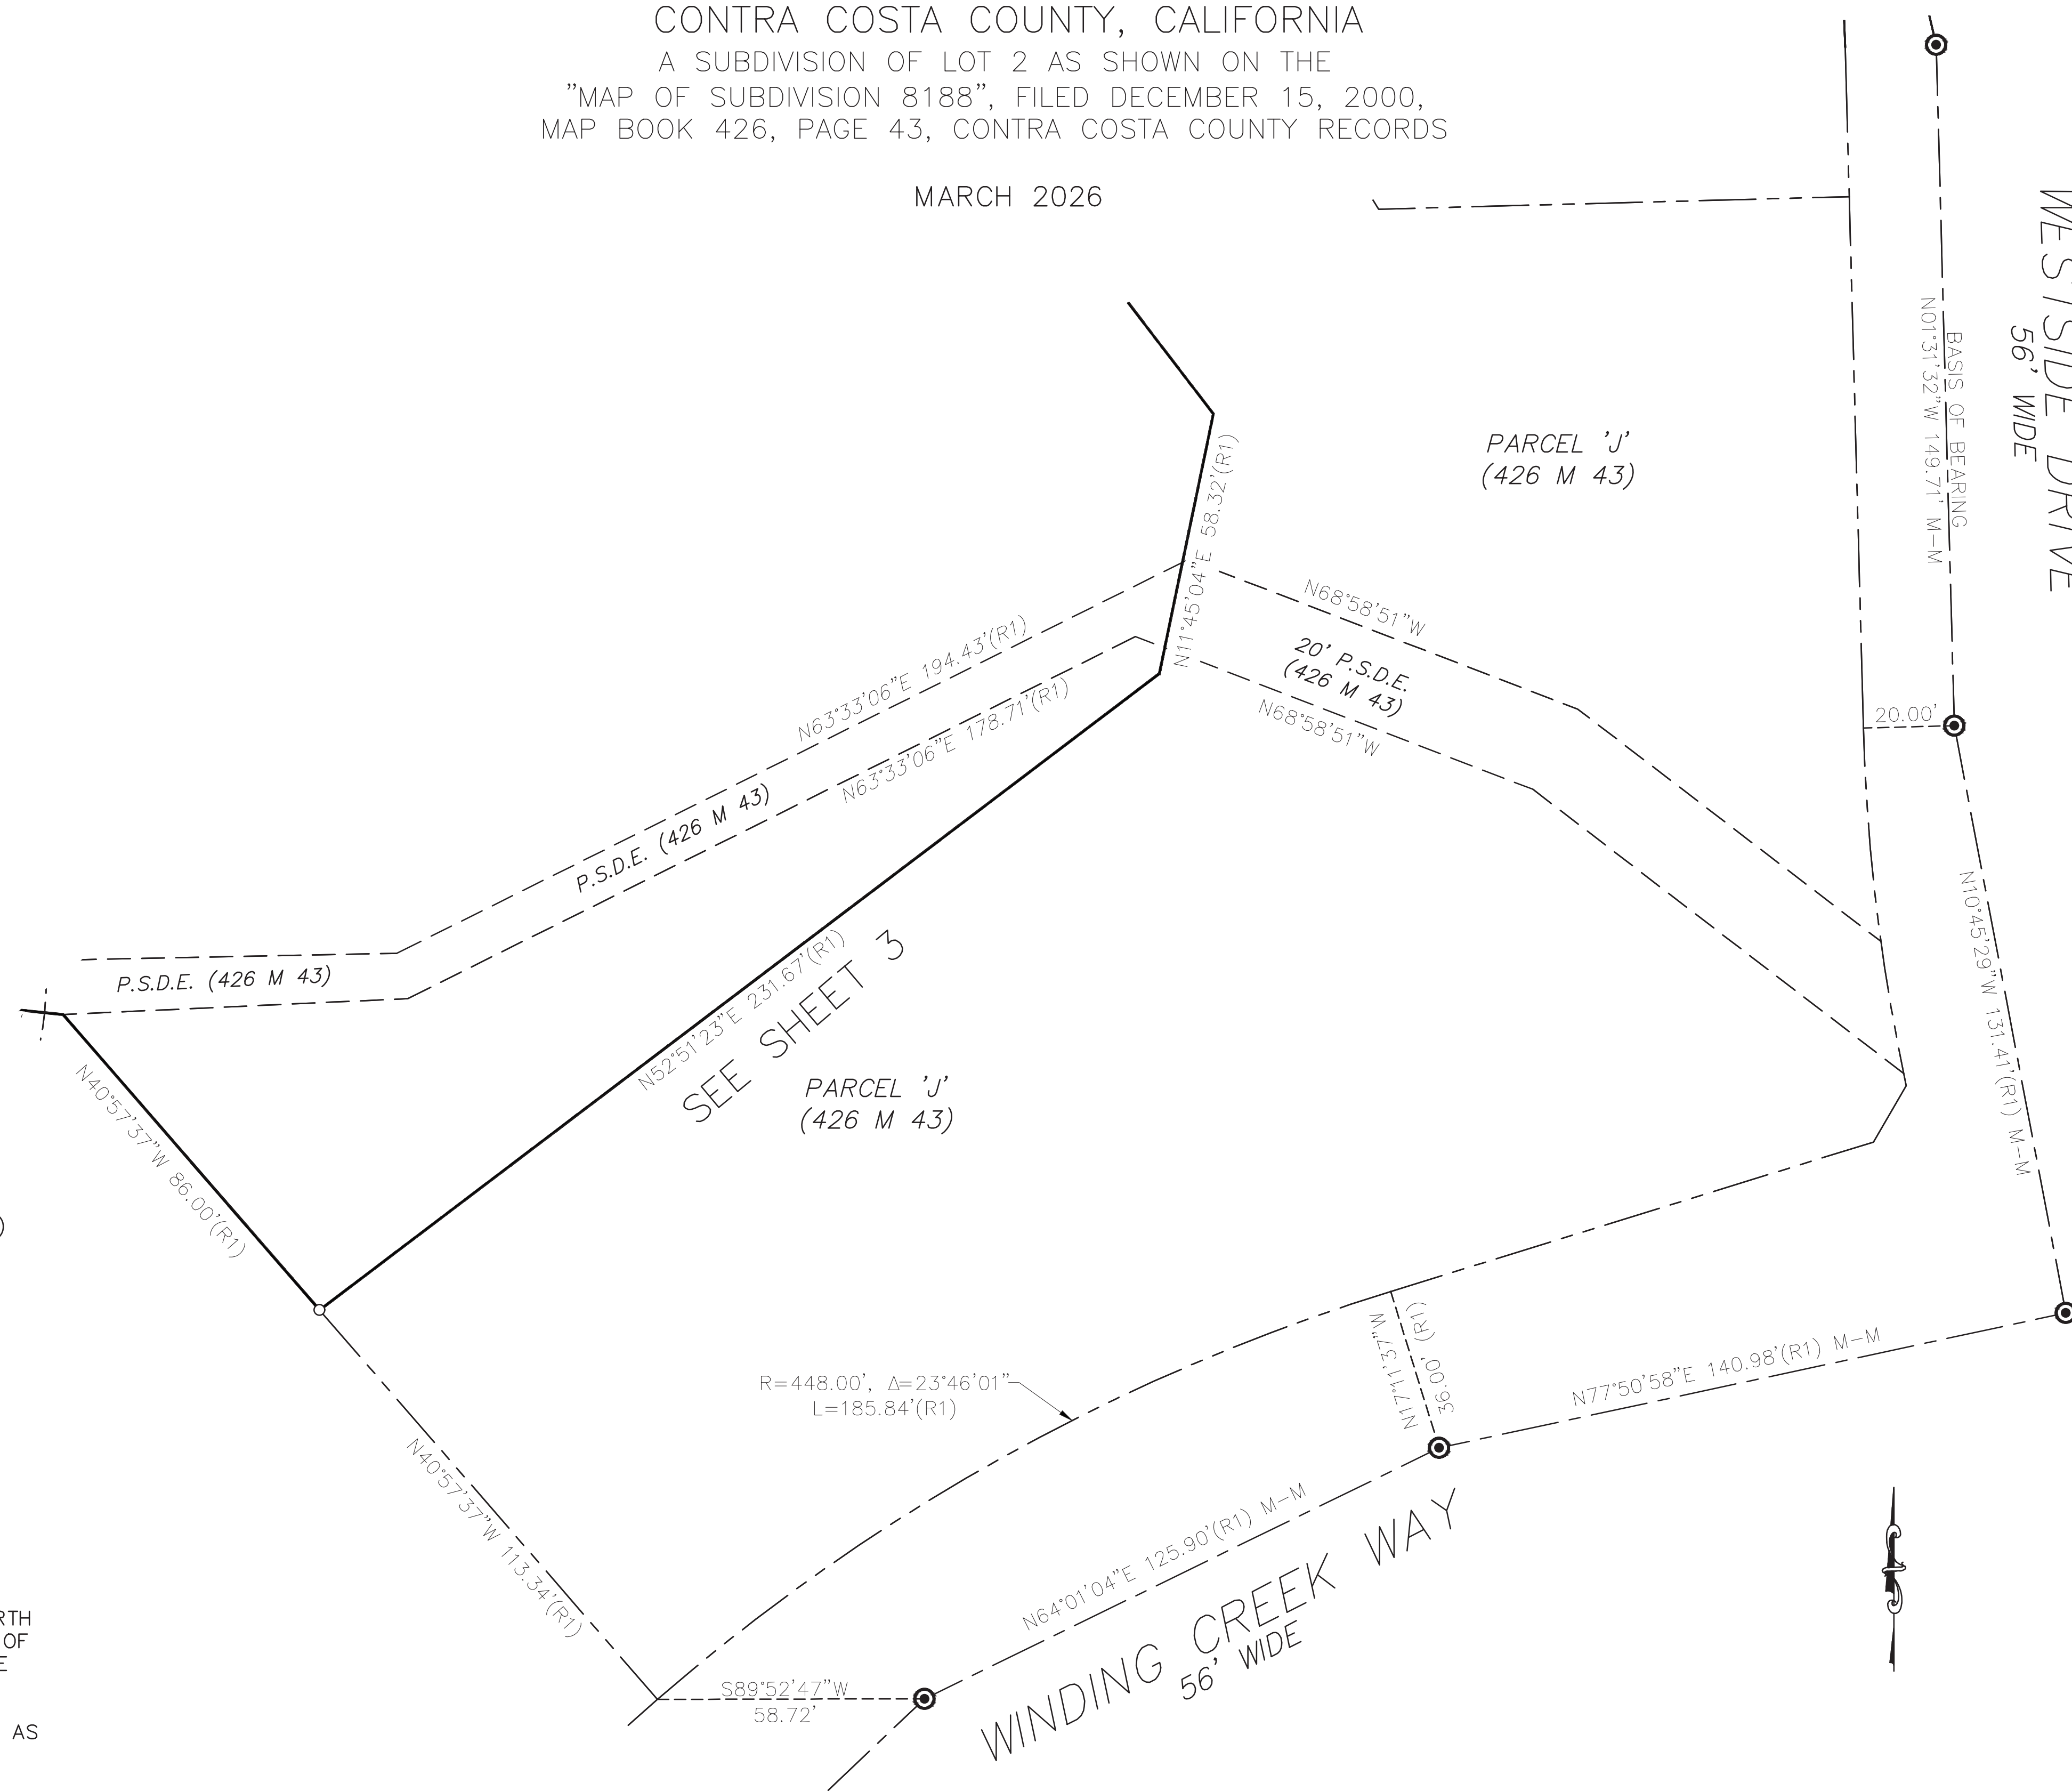 CONTRA COSTA COUNTY, CALIFORNIA
A SUBDIVISION OF LOT 2 AS SHOWN ON THE
"MAP OF SUBDIVISION 8188", FILED DECEMBER 15, 2000,
MAP BOOK 426, PAGE 43, CONTRA COSTA COUNTY RECORDS
MARCH 2026
WESTSIDE DRIVE
56' WIDE
BASIS OF BEARING
N01°31'32"W 149.71' M-M
PARCEL 'J'
(426 M 43)
N11°45'04"E 58.32'(R1)
N68°58'51"W
20' P.S.D.E.
(426 M 43)
N68°58'51"W
N63°33'06"E 194.43'(R1)
N63°33'06"E 178.71'(R1)
P.S.D.E. (426 M 43)
20.00'
N10°45'29"W 131.41'(R1) M-M
P.S.D.E. (426 M 43)
N52°51'23"E 231.67'(R1)
SEE SHEET 3
PARCEL 'J'
(426 M 43)
N40°57'37"W 86.00'(R1)
)
N17°11'37"W
36.00' (R1)
N77°50'58"E 140.98'(R1) M-M
R=448.00', Δ=23°46'01"
L=185.84'(R1)
N40°57'37"W 113.34'(R1)
N64°01'04"E 125.90'(R1) M-M
WINDING CREEK WAY
56' WIDE
S89°52'47"W
58.72'
RTH
OF
E
AS